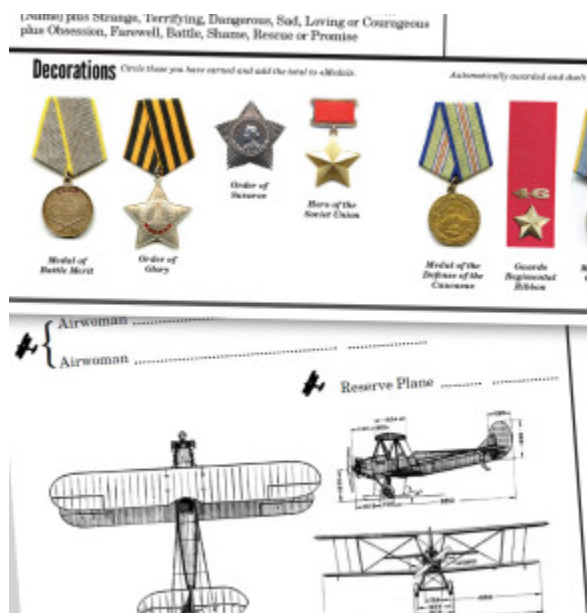 [Name] plus Strange, Terrifying, Dangerous, Sad, Loving or Courageous
plus Obsession, Farewell, Battle, Shame, Rescue or Promise
Decorations Circle those you have earned and add the total to +Medals.
Automatically awarded and don't
Medal of
Battle Merit
Order of
Glory
Order of
Suvorov
Hero of the
Soviet Union
Medal of the
Defense of the
Caucasus
46
Guards
Regimental
Ribbon
Airwoman
Airwoman
Reserve Plane